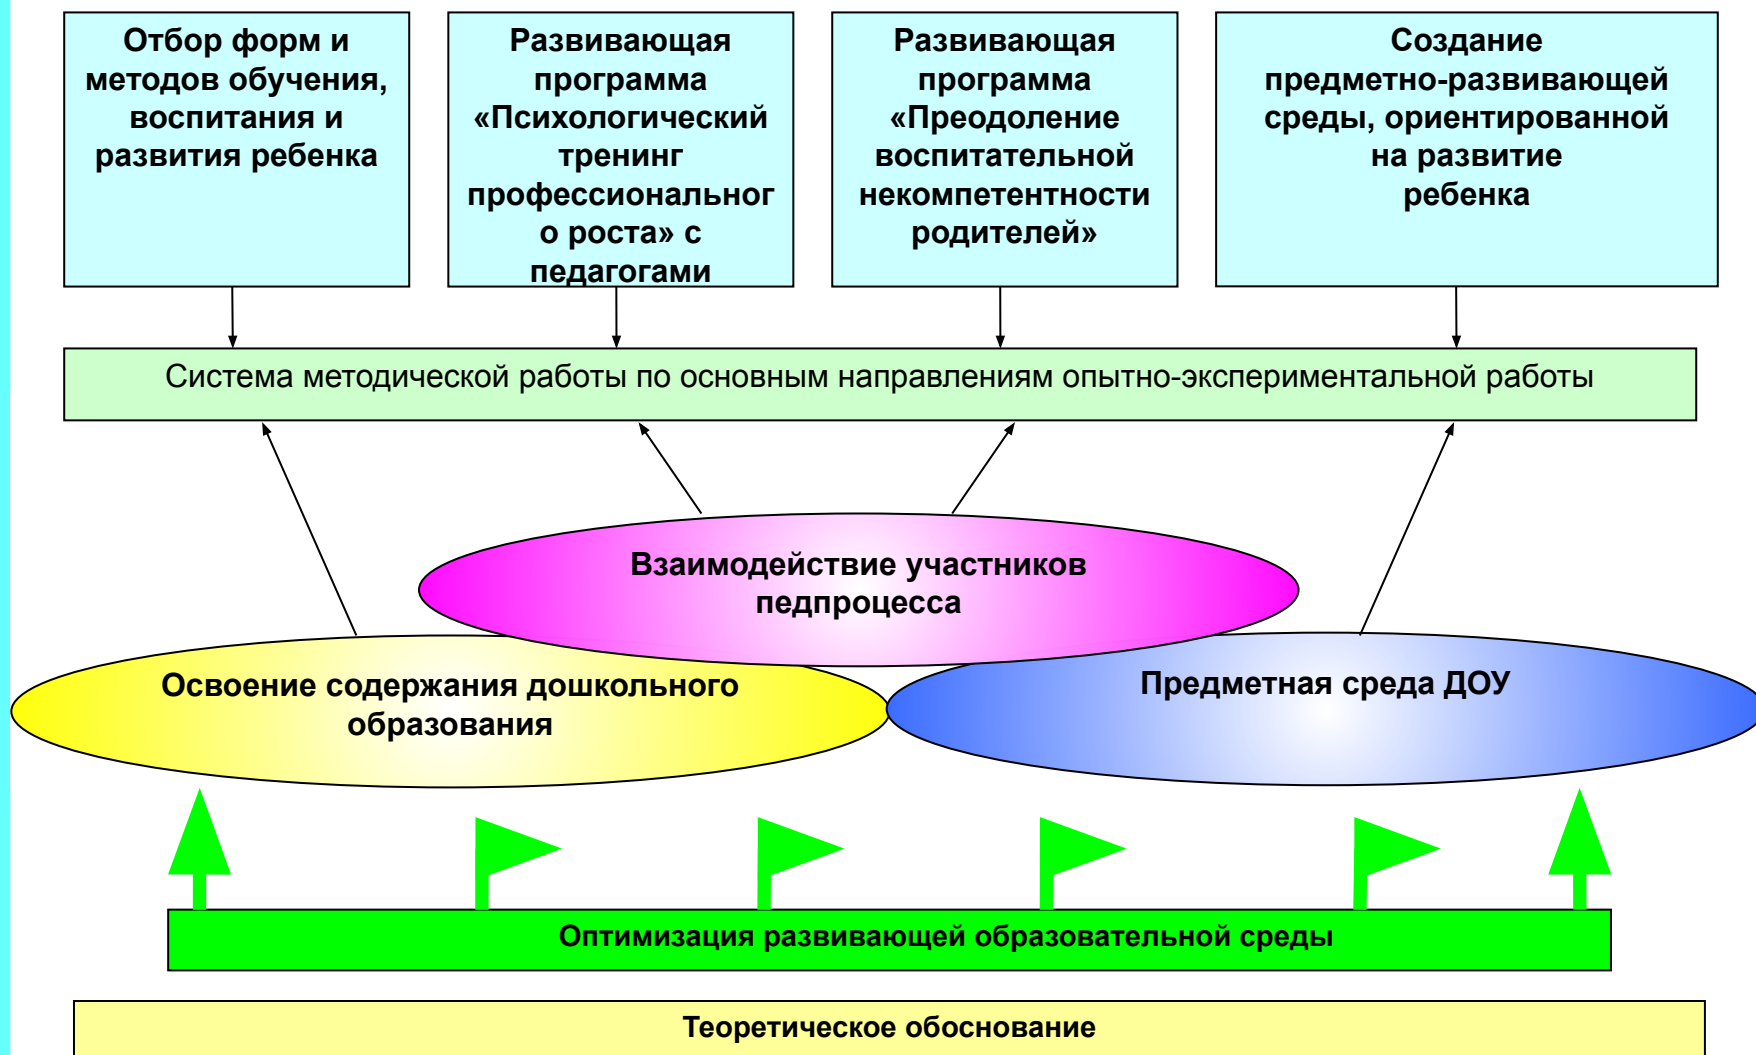 Отбор форм и
методов обучения,
воспитания и
развития ребенка
Развивающая
программа
«Психологический
тренинг
профессиональног
о роста» с
педагогами
Развивающая
программа
«Преодоление
воспитательной
некомпетентности
родителей»
Создание
предметно-развивающей
среды, ориентированной
на развитие
ребенка
Система методической работы по основным направлениям опытно-экспериментальной работы
Взаимодействие участников
педпроцесса
Освоение содержания дошкольного
образования
Предметная среда ДОУ
Оптимизация развивающей образовательной среды
Теоретическое обоснование